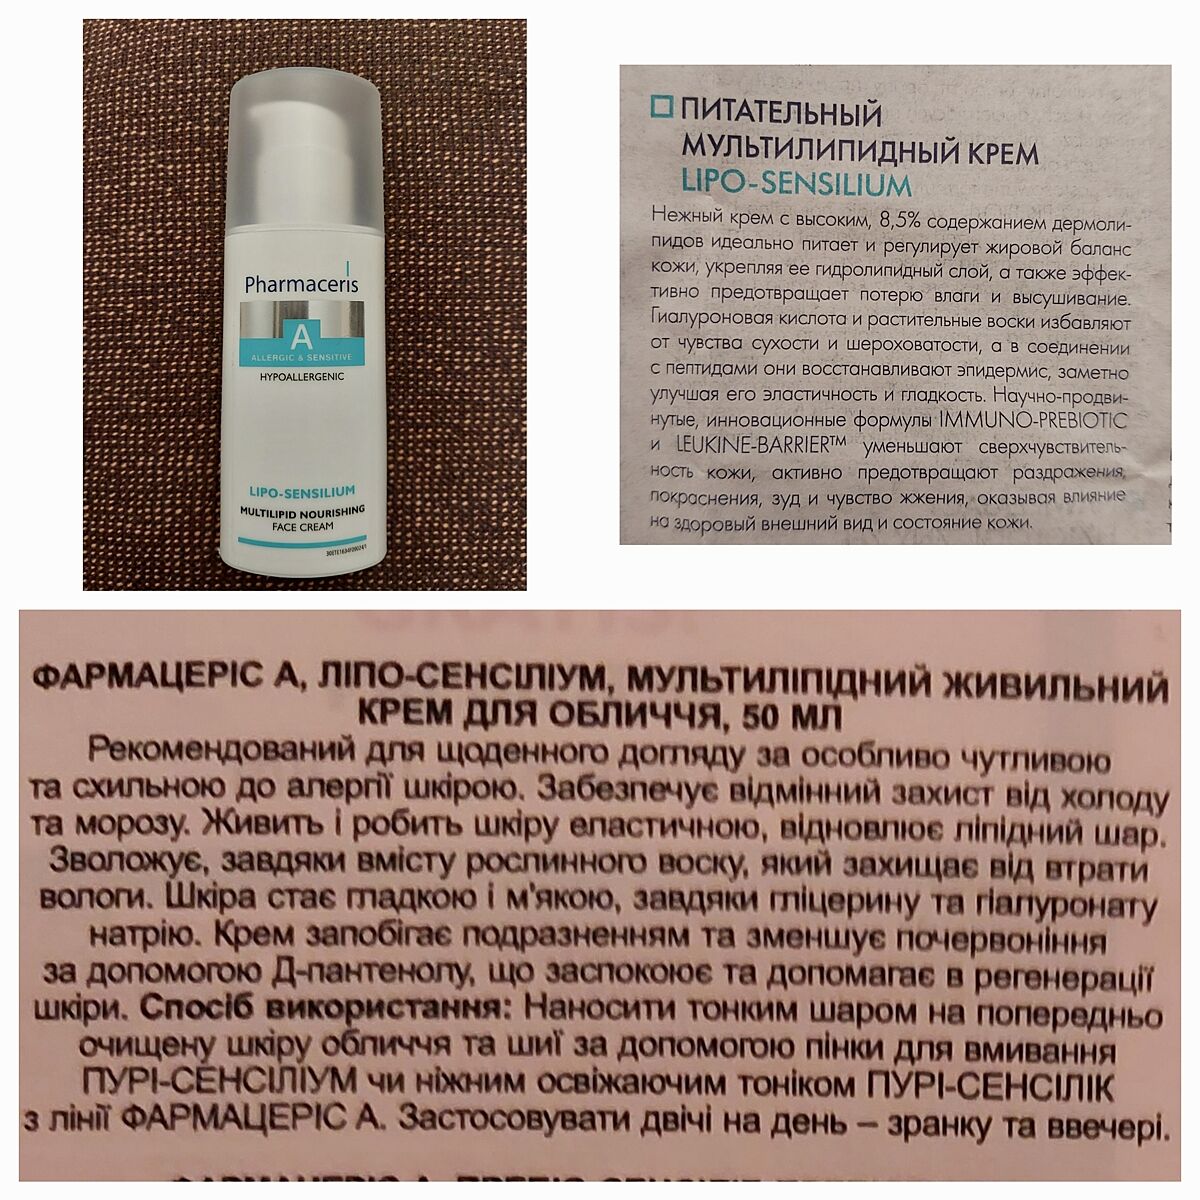 Pharmaceris
A
ALLERGIC & SENSITIVE
HYPOALLERGENIC
LIPO-SENSILIUM
MULTILIPID NOURISHING
FACE CREAM
ПИТАТЕЛЬНЫЙ
МУЛЬТИЛИПИДНЫЙ КРЕМ
LIPO-SENSILIUM
Нежный крем с высоким, 8,5% содержанием дермоли-
пидов идеально питает и регулирует жировой баланс
кожи, укрепляя ее гидролипидный слой, а также эффек-
тивно предотвращает потерю влаги и высушивание.
Гиалуроновая кислота и растительные воски избавляют
от чувства сухости и шероховатости, а в соединении
с пептидами они восстанавливают эпидермис, заметно
улучшая его эластичность и гладкость. Научно-продви-
нутые, инновационные формулы IMMUNO-PREBIOTIC
и LEUKINE-BARRIER™ уменьшают сверхчувствитель-
ность кожи, активно предотвращают раздражения,
покраснения, зуд и чувство жжения, оказывая влияние
на здоровый внешний вид и состояние кожи.
ФАРМАЦЕРІС А, ЛІПО-СЕНСІЛІУМ, МУЛЬТИЛІПІДНИЙ ЖИВИЛЬНИЙ
КРЕМ ДЛЯ ОБЛИЧЧЯ, 50 МЛ
Рекомендований для щоденного догляду за особливо чутливою
та схильною до алергії шкірою. Забезпечує відмінний захист від холоду
та морозу. Живить і робить шкіру еластичною, відновлює ліпідний шар.
Зволожує, завдяки вмісту рослинного воску, який захищає від втрати
вологи. Шкіра стає гладкою і м'якою, завдяки гліцерину та гіалуронату
натрію. Крем запобігає подразненням та зменшує почервоніння
за допомогою Д-пантенолу, що заспокоює та допомагає в регенерації
шкіри. Спосіб використання: Наносити тонким шаром на попередньо
очищену шкіру обличчя та шиї за допомогою пінки для вмивання
ПУРІ-СЕНСІЛІУМ чи ніжним освіжаючим тоніком ПУРІ-СЕНСІЛІК
з лінії ФАРМАЦЕРІС А. Застосовувати двічі на день – зранку та ввечері.